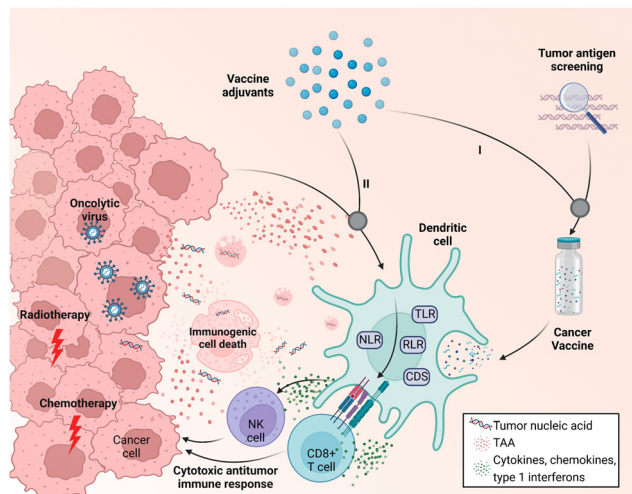 Vaccine
adjuvants
Tumor antigen
screening
I
II
Oncolytic
virus
Dendritic
cell
TLR
NLR
RLR
CDS
Radiotherapy
Immunogenic
cell death
Cancer
Vaccine
Chemotherapy
NK
cell
Cancer
cell
CD8+
T cell
Cytotoxic antitumor
immune response
Tumor nucleic acid
TAA
Cytokines, chemokines,
type 1 interferons